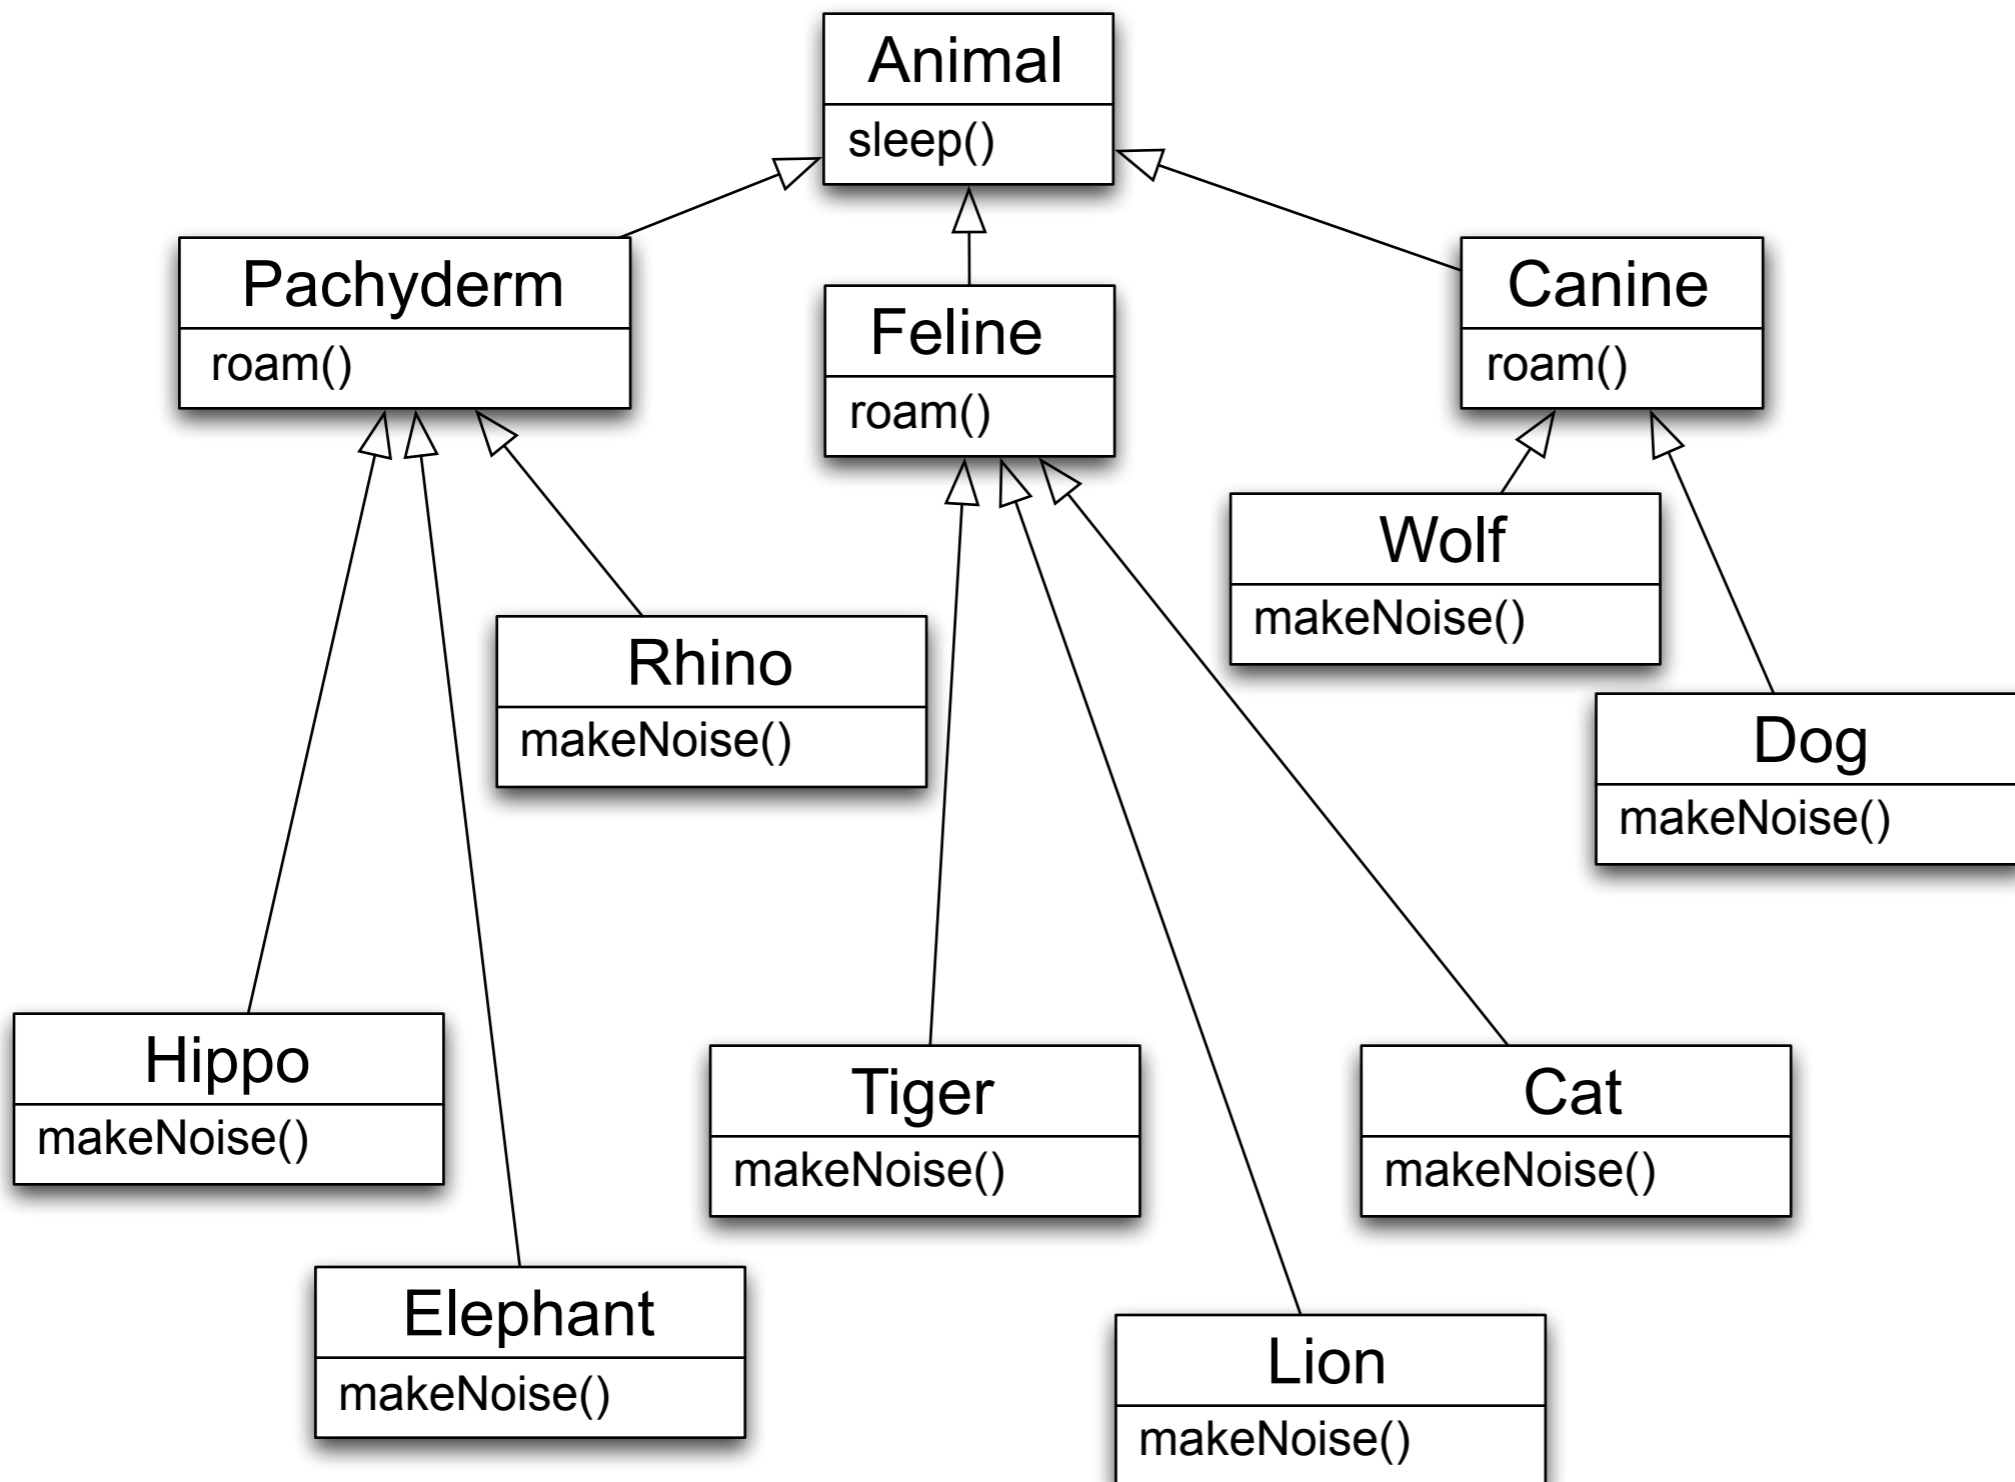 Animal
sleep()
Pachyderm
roam()
Feline
roam()
Canine
roam()
Wolf
makeNoise()
Rhino
makeNoise()
Dog
makeNoise()
Hippo
makeNoise()
Tiger
makeNoise()
Cat
makeNoise()
Elephant
makeNoise()
Lion
makeNoise()